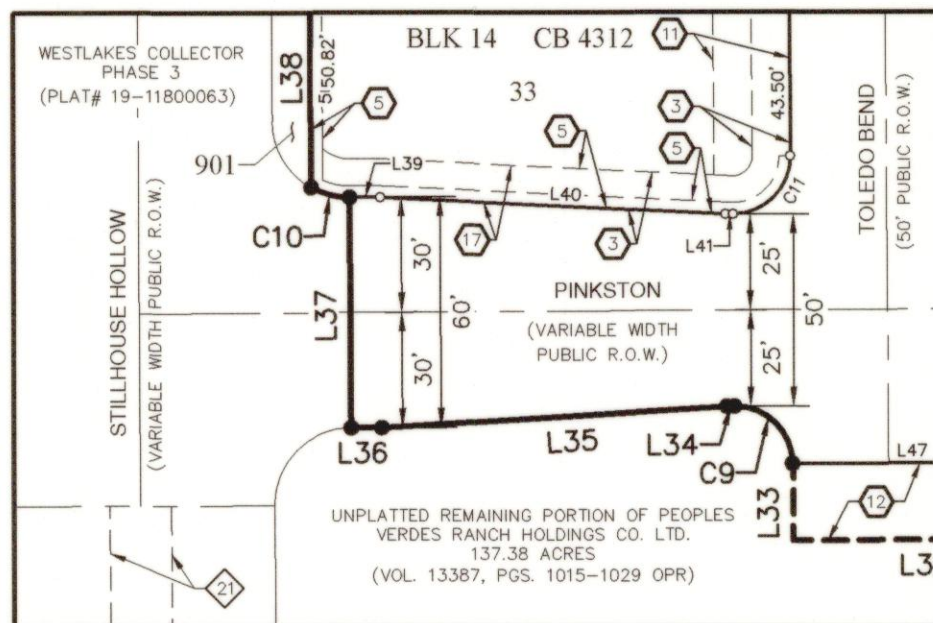 WESTLAKES COLLECTOR
PHASE 3
(PLAT# 19-11800063)
L38
5'
50.82'
BLK 14 CB 4312
33
11
43.50'
5
3
5
5
901
L39
L40
C11
C10
17
3
L41
TOLEDO BEND
(50' PUBLIC R.O.W.)
STILLHOUSE HOLLOW
(VARIABLE WIDTH PUBLIC R.O.W.)
L37
30'
60'
30'
PINKSTON
(VARIABLE WIDTH
PUBLIC R.O.W.)
25'
50'
25'
L36
L35
L34
C9
L47
L33
12
L3
UNPLATTED REMAINING PORTION OF PEOPLES
VERDES RANCH HOLDINGS CO. LTD.
137.38 ACRES
(VOL. 13387, PGS. 1015-1029 OPR)
21